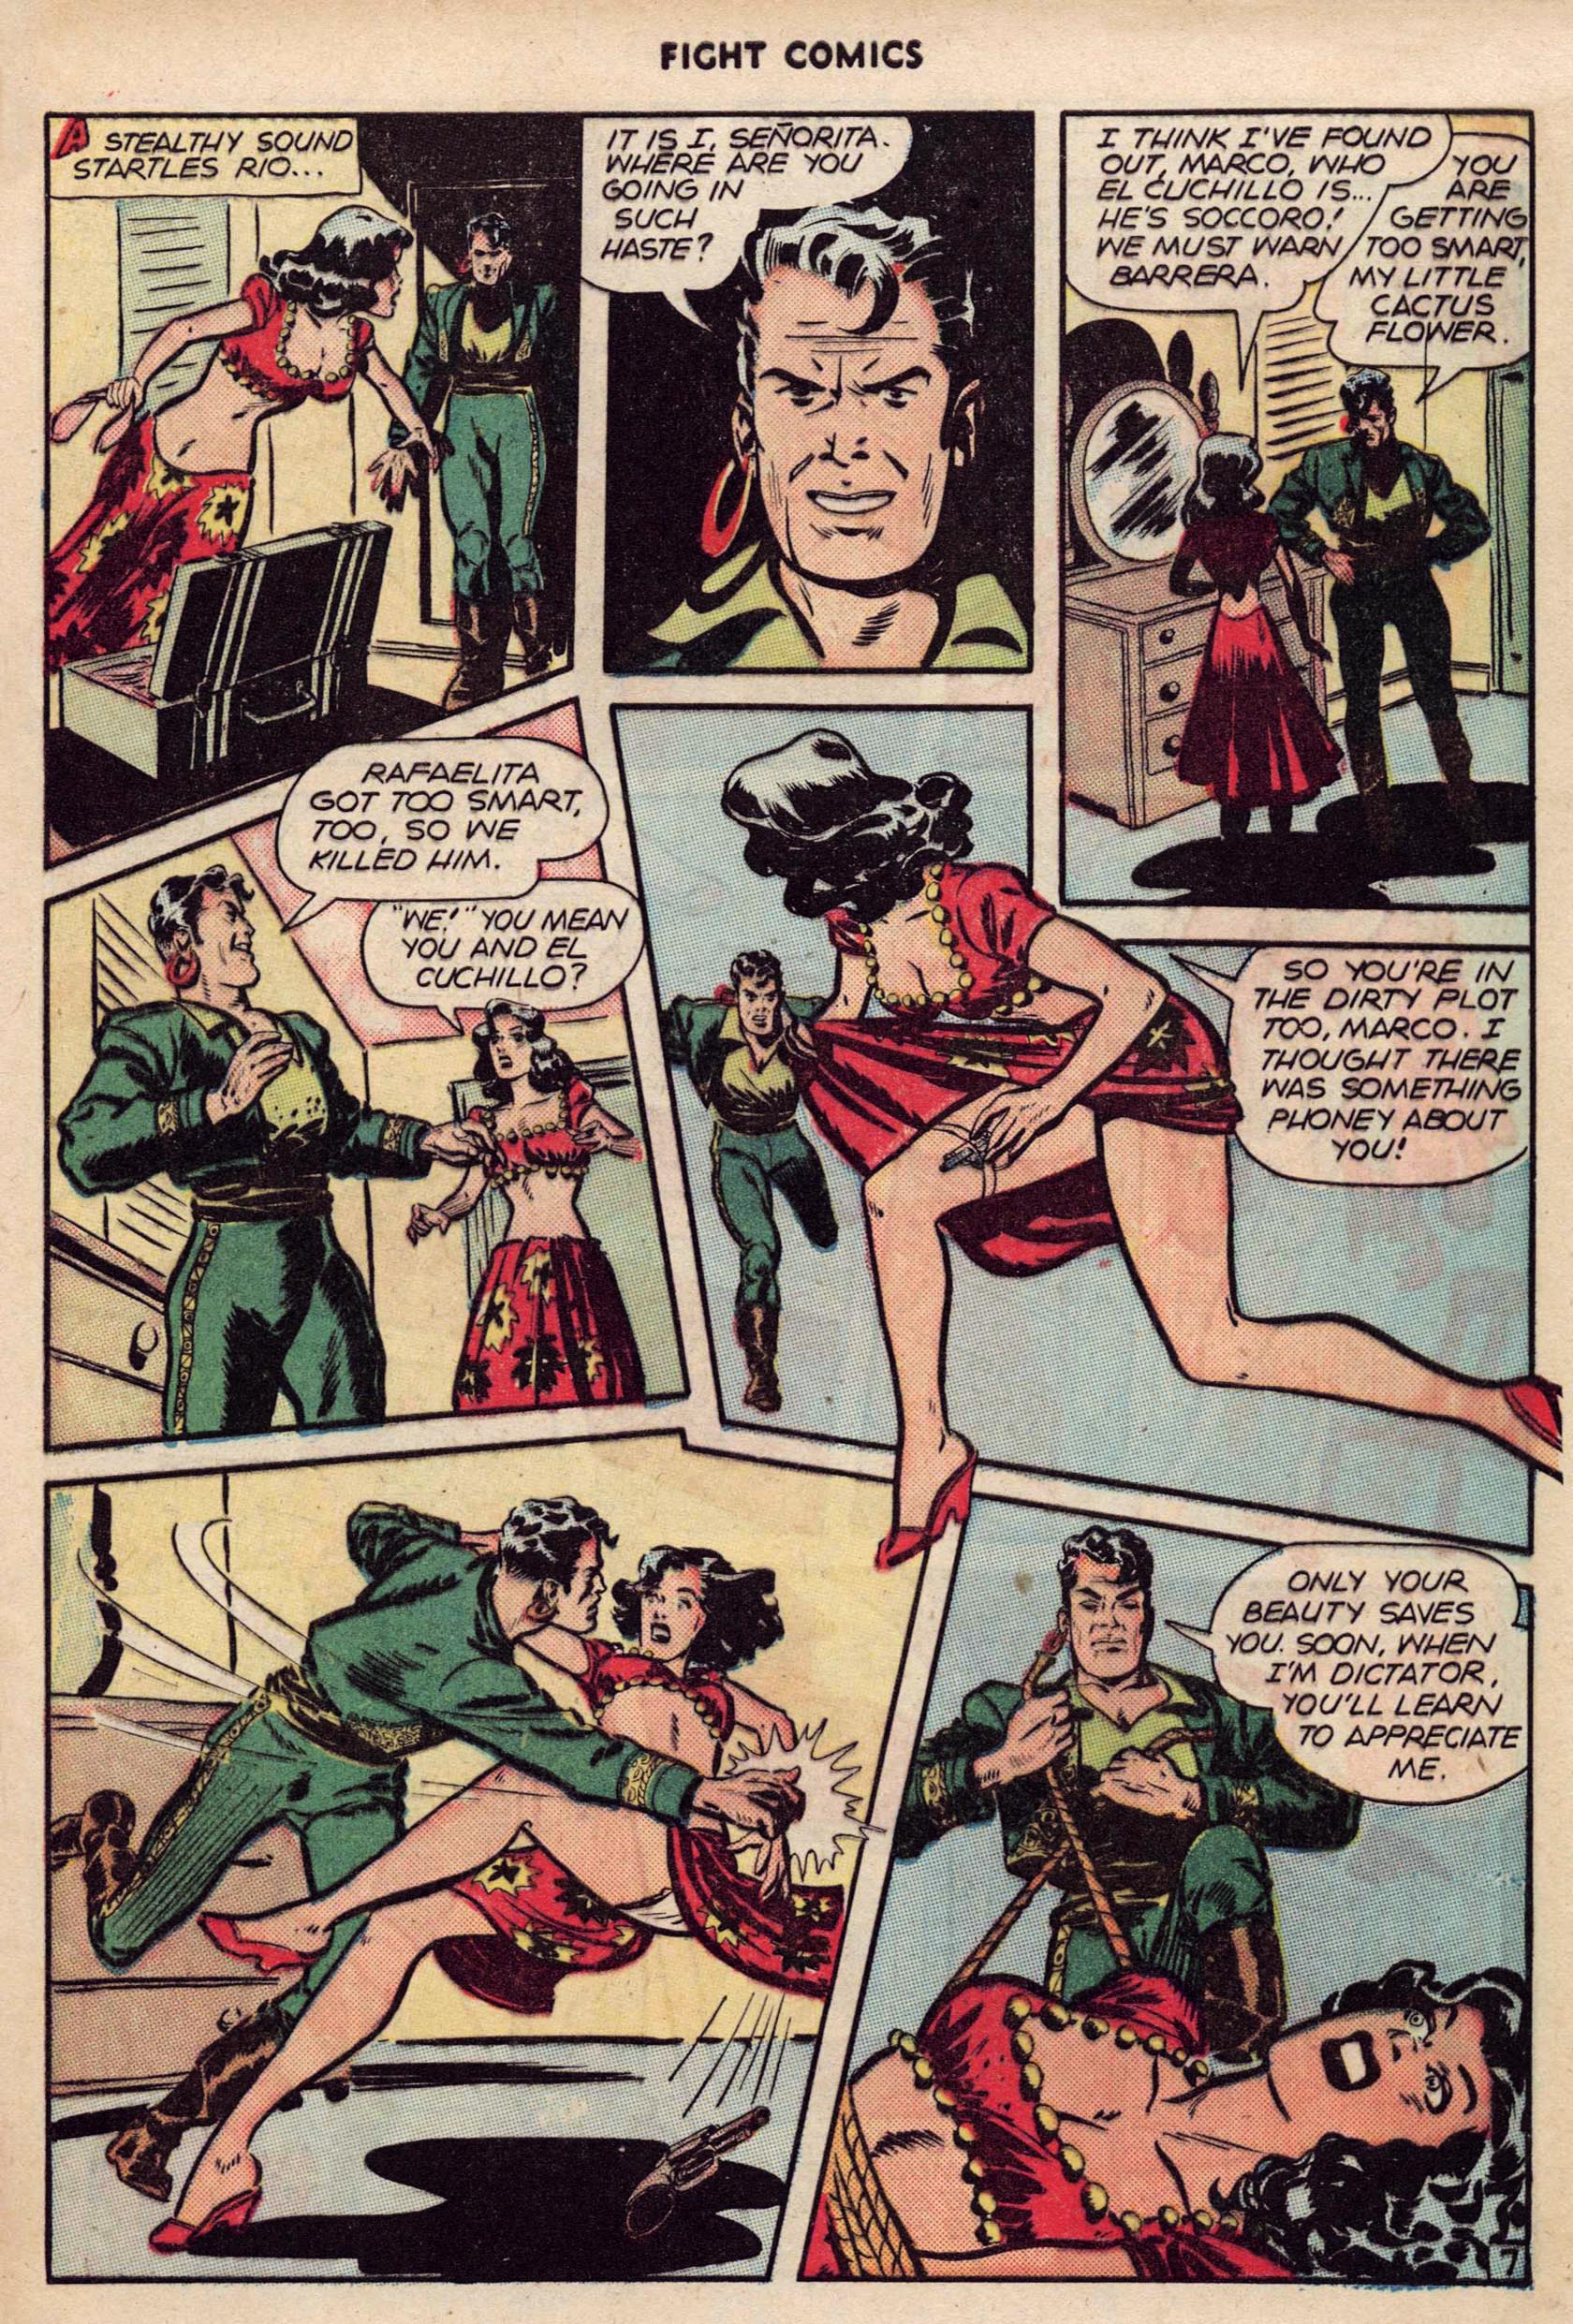 FIGHT COMICS
A STEALTHY SOUND
STARTLES RIO...
IT IS I, SEÑORITA.
WHERE ARE YOU
GOING IN
SUCH
HASTE?
I THINK I'VE FOUND
OUT, MARCO, WHO
EL CUCHILLO IS...
HE'S SOCCORO!
WE MUST WARN
BARRERA.
YOU
ARE
GETTING
TOO SMART,
MY LITTLE
CACTUS
FLOWER.
RAFAELITA
GOT TOO SMART,
TOO, SO WE
KILLED HIM.
"WE!" YOU MEAN
YOU AND EL
CUCHILLO?
SO YOU'RE IN
THE DIRTY PLOT
TOO, MARCO. I
THOUGHT THERE
WAS SOMETHING
PHONEY ABOUT
YOU!
ONLY YOUR
BEAUTY SAVES
YOU. SOON, WHEN
I'M DICTATOR,
YOU'LL LEARN
TO APPRECIATE
ME.
7